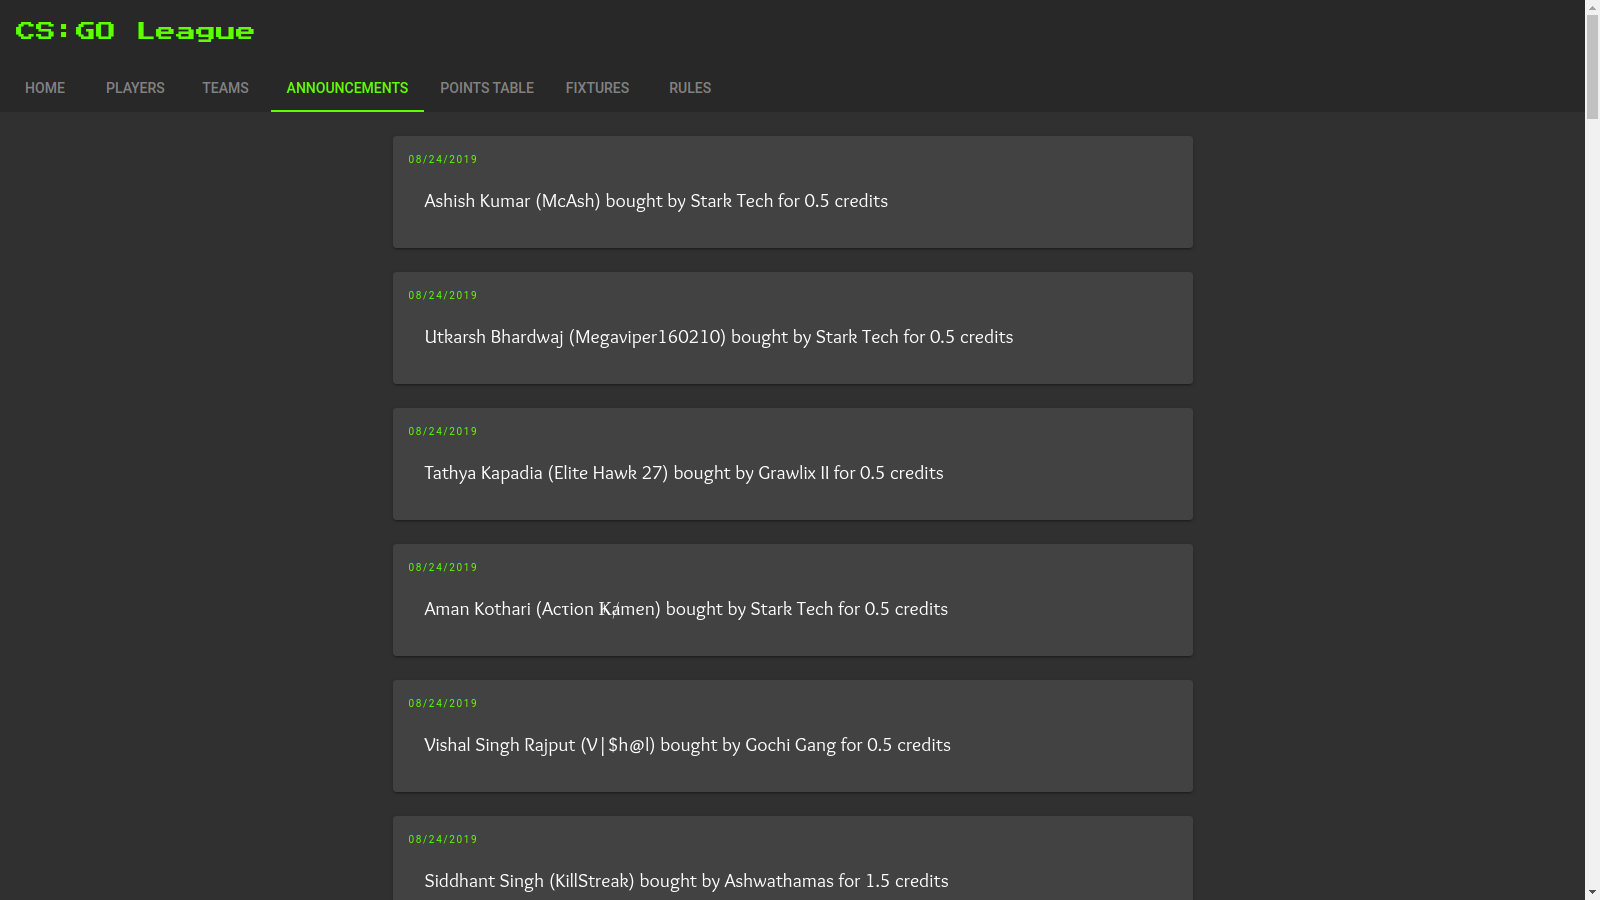 CS:GO League
HOME PLAYERS TEAMS ANNOUNCEMENTS POINTS TABLE FIXTURES RULES
08/24/2019
Ashish Kumar (McAsh) bought by Stark Tech for 0.5 credits
08/24/2019
Utkarsh Bhardwaj (Megaviper160210) bought by Stark Tech for 0.5 credits
08/24/2019
Tathya Kapadia (Elite Hawk 27) bought by Grawlix II for 0.5 credits
08/24/2019
Aman Kothari (Acτion Ҟa̸men) bought by Stark Tech for 0.5 credits
08/24/2019
Vishal Singh Rajput (V|$h@l) bought by Gochi Gang for 0.5 credits
08/24/2019
Siddhant Singh (KillStreak) bought by Ashwathamas for 1.5 credits